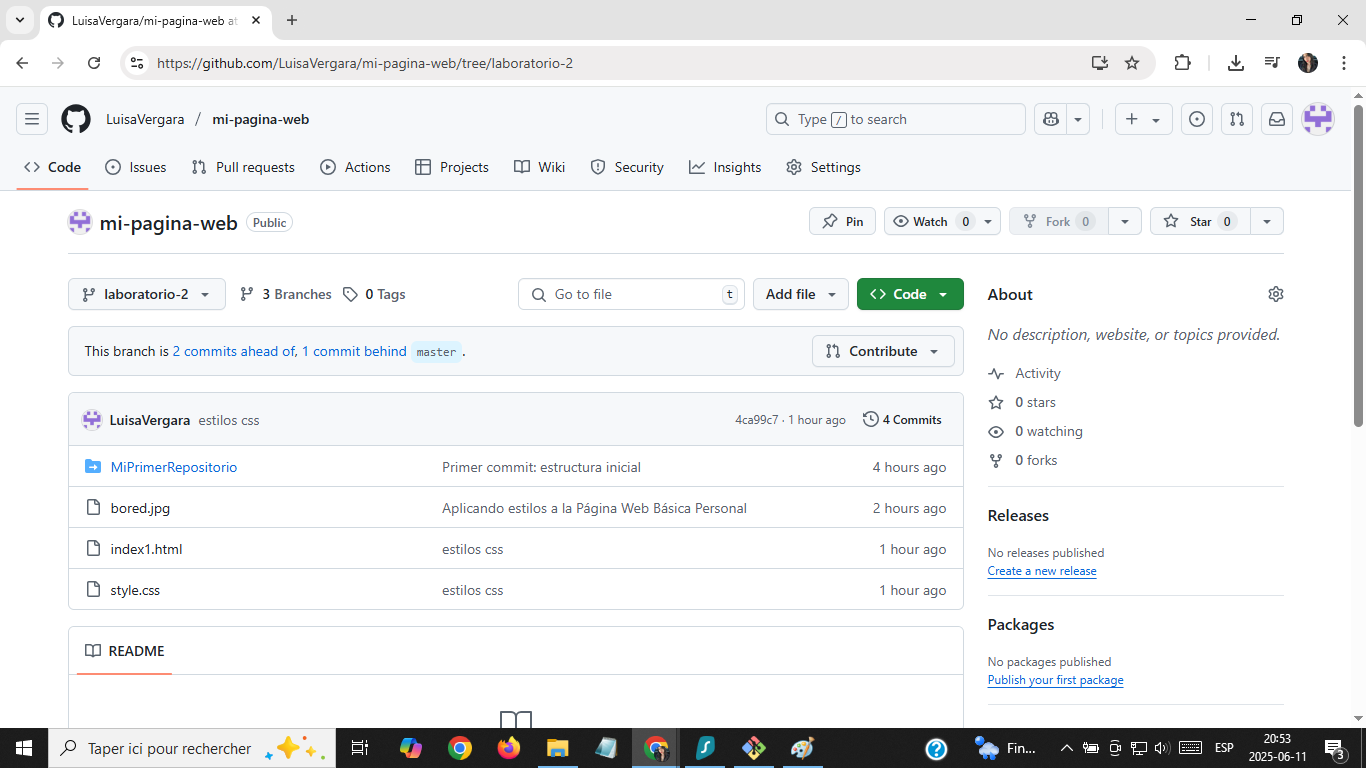 LuisaVergara/mi-pagina-web at
https://github.com/LuisaVergara/mi-pagina-web/tree/laboratorio-2
LuisaVergara / mi-pagina-web
Type / to search
Code Issues Pull requests Actions Projects Wiki Security Insights Settings
mi-pagina-web Public
Pin Watch 0 Fork 0 Star 0
laboratorio-2 3 Branches 0 Tags
Go to file t Add file Code
About
This branch is 2 commits ahead of, 1 commit behind master .
Contribute
No description, website, or topics provided.
Activity
0 stars
0 watching
0 forks
LuisaVergara estilos css 4ca99c7 · 1 hour ago 4 Commits
MiPrimerRepositorio Primer commit: estructura inicial 4 hours ago
bored.jpg Aplicando estilos a la Página Web Básica Personal 2 hours ago
index1.html estilos css 1 hour ago
style.css estilos css 1 hour ago
Releases
No releases published
Create a new release
README
Packages
No packages published
Publish your first package
Taper ici pour rechercher
Fin...
ESP
20:53
2025-06-11
3